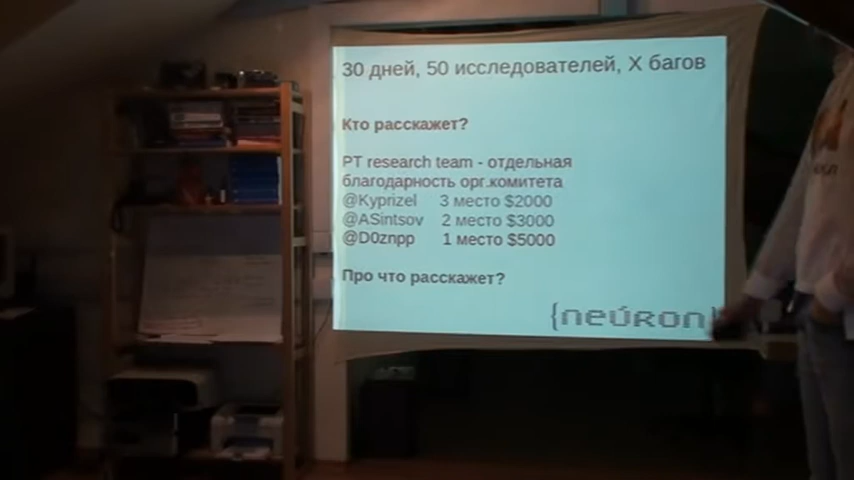 30 дней, 50 исследователей, X багов
Кто расскажет?
PT research team - отдельная
благодарность орг.комитета
@Kyprizel 3 место $2000
@ASintsov 2 место $3000
@D0znpp 1 место $5000
Про что расскажет?
{neúron}